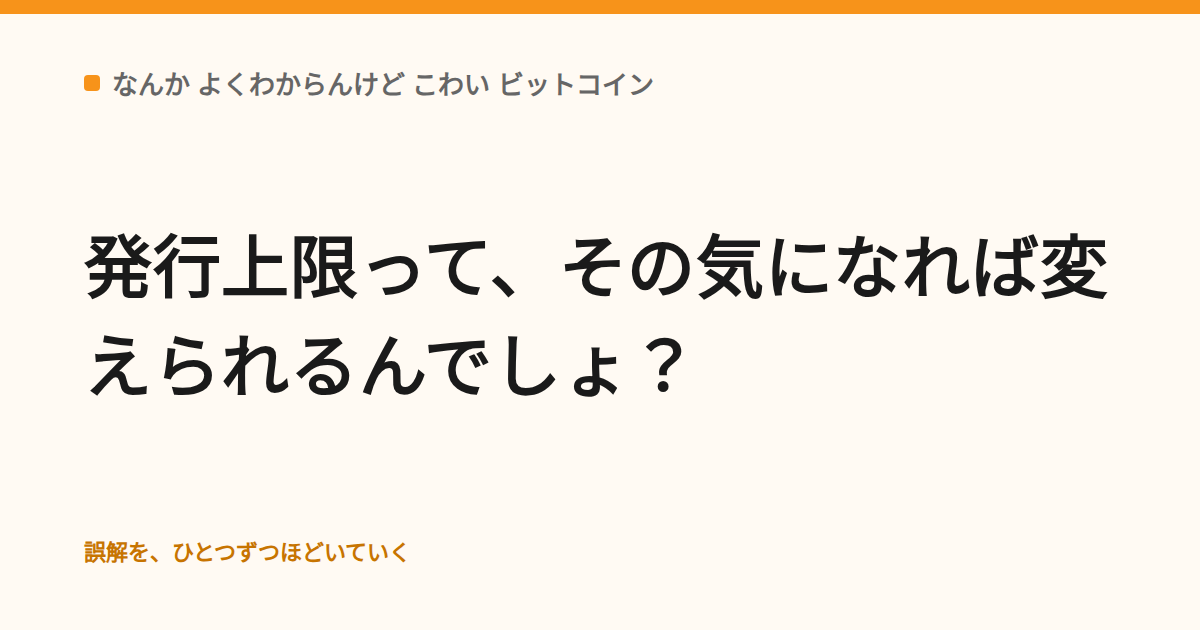 なんか よくわからんけど こわい ビットコイン
発行上限って、その気になれば変
えられるんでしょ？
誤解を、ひとつずつほどいていく